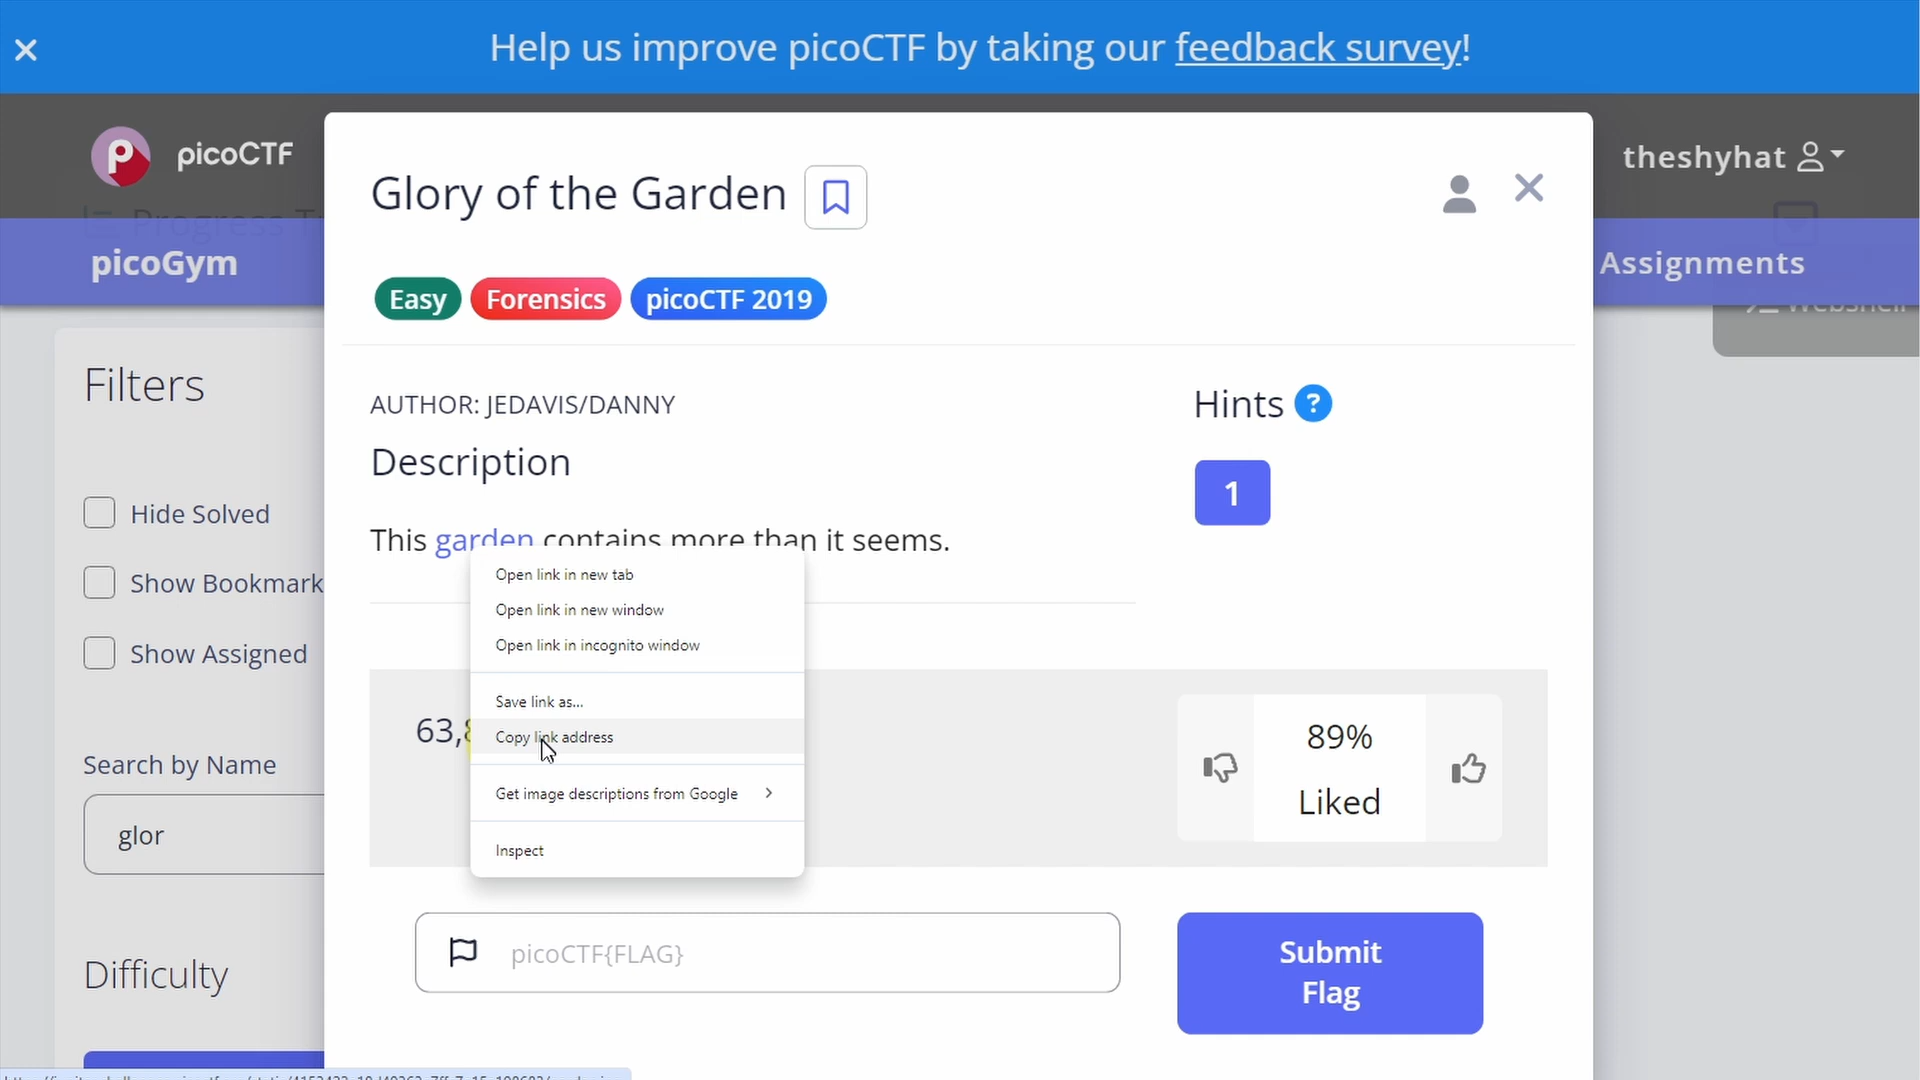 Help us improve picoCTF by taking our feedback survey!
picoCTF
theshyhat
Progress
picoGym
Assignments
Webshell
Glory of the Garden
Easy
Forensics
picoCTF 2019
Filters
Hide Solved
Show Bookmark
Show Assigned
Search by Name
glor
Difficulty
AUTHOR: JEDAVIS/DANNY
Description
This garden contains more than it seems.
Hints ?
1
Open link in new tab
Open link in new window
Open link in incognito window
Save link as...
Copy link address
Get image descriptions from Google
Inspect
63,
89%
Liked
picoCTF{FLAG}
Submit
Flag